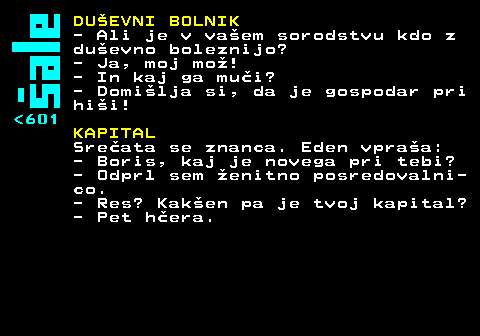 šale
<601
DUŠEVNI BOLNIK
- Ali je v vašem sorodstvu kdo z
duševno boleznijo?
- Ja, moj mož!
- In kaj ga muči?
- Domišlja si, da je gospodar pri
hiši!
KAPITAL
Srečata se znanca. Eden vpraša:
- Boris, kaj je novega pri tebi?
- Odprl sem ženitno posredovalni-
co.
- Res? Kakšen pa je tvoj kapital?
- Pet hčera.